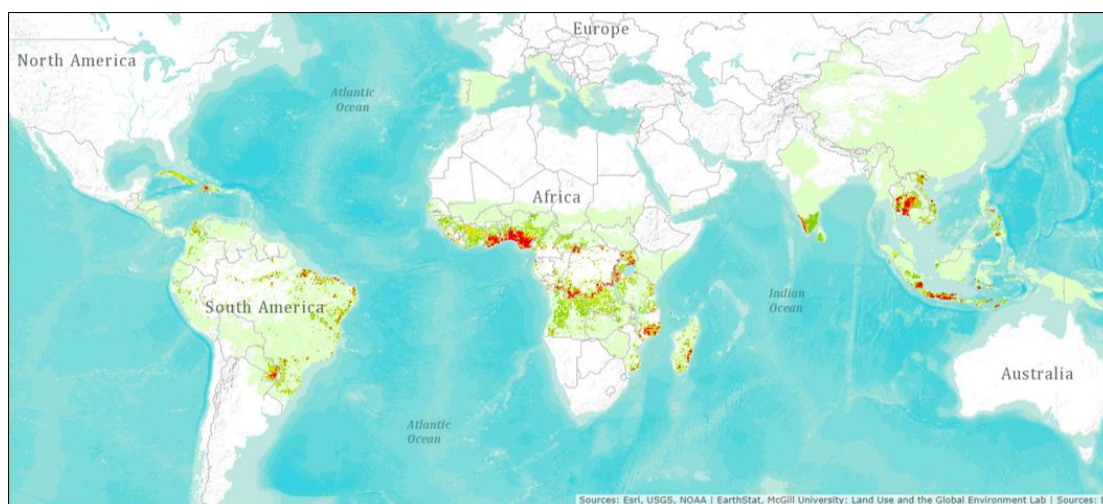 Europe
North America
Atlantic
Ocean
Africa
South America
Indian
Ocean
Australia
Atlantic
Ocean
Sources: Esri, USGS, NOAA | EarthStat, McGill University; Land Use and the Global Environment Lab | Sources: